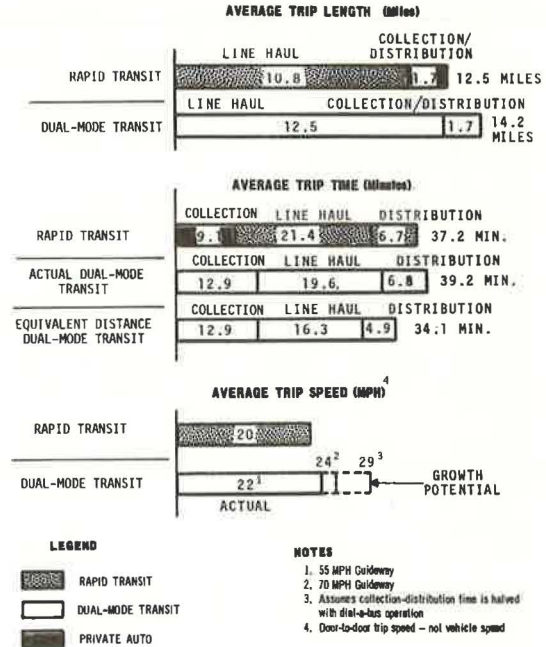 AVERAGE TRIP LENGTH (Miles)
COLLECTION/
LINE HAUL DISTRIBUTION
RAPID TRANSIT 10.8 1.7 12.5 MILES
LINE HAUL COLLECTION/DISTRIBUTION
DUAL-MODE TRANSIT 12.5 1.7 14.2 MILES
AVERAGE TRIP TIME (Minutes)
COLLECTION LINE HAUL DISTRIBUTION
RAPID TRANSIT 9.1 21.4 6.7 37.2 MIN.
COLLECTION LINE HAUL DISTRIBUTION
ACTUAL DUAL-MODE TRANSIT 12.9 19.6, 6.8 39.2 MIN.
COLLECTION LINE HAUL DISTRIBUTION
EQUIVALENT DISTANCE DUAL-MODE TRANSIT 12.9 16.3 4.9 34.1 MIN.
AVERAGE TRIP SPEED (MPH)4
RAPID TRANSIT 20
242 293
DUAL-MODE TRANSIT 221 GROWTH POTENTIAL
ACTUAL
LEGEND
RAPID TRANSIT
DUAL-MODE TRANSIT
PRIVATE AUTO
NOTES
1. 55 MPH Guideway
2. 70 MPH Guideway
3. Assumes collection-distribution time is halved
with dial-a-bus operation
4. Door-to-door trip speed – not vehicle speed